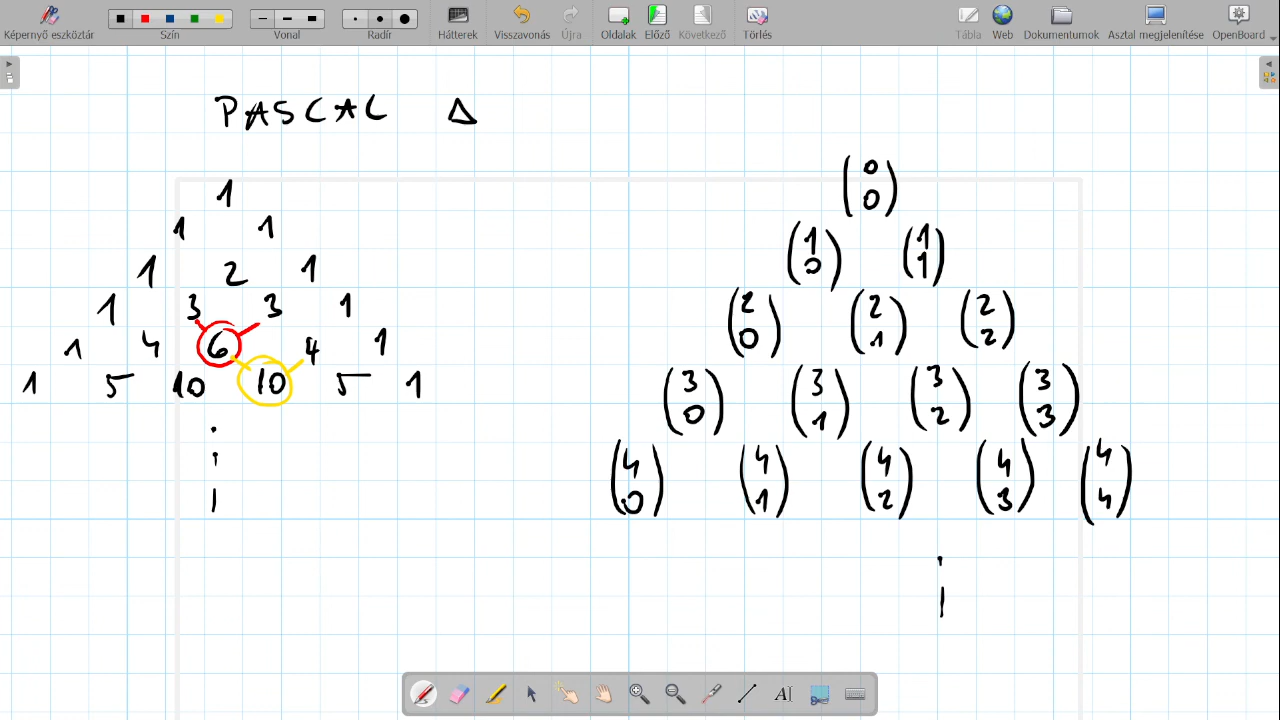 Képernyő eszköztár Szín Vonal Radír Hátterek Visszavonás Újra Oldalak Előző Következő Törlés Tábla Web Dokumentumok Asztal megjelenítése OpenBoard
PASCAL Δ
1
1 1
1 2 1
1 3 3 1
1 4 6 4 1
1 5 10 10 5 1
(0 0)
(1 0) (1 1)
(2 0) (2 1) (2 2)
(3 0) (3 1) (3 2) (3 3)
(4 0) (4 1) (4 2) (4 3) (4 4)